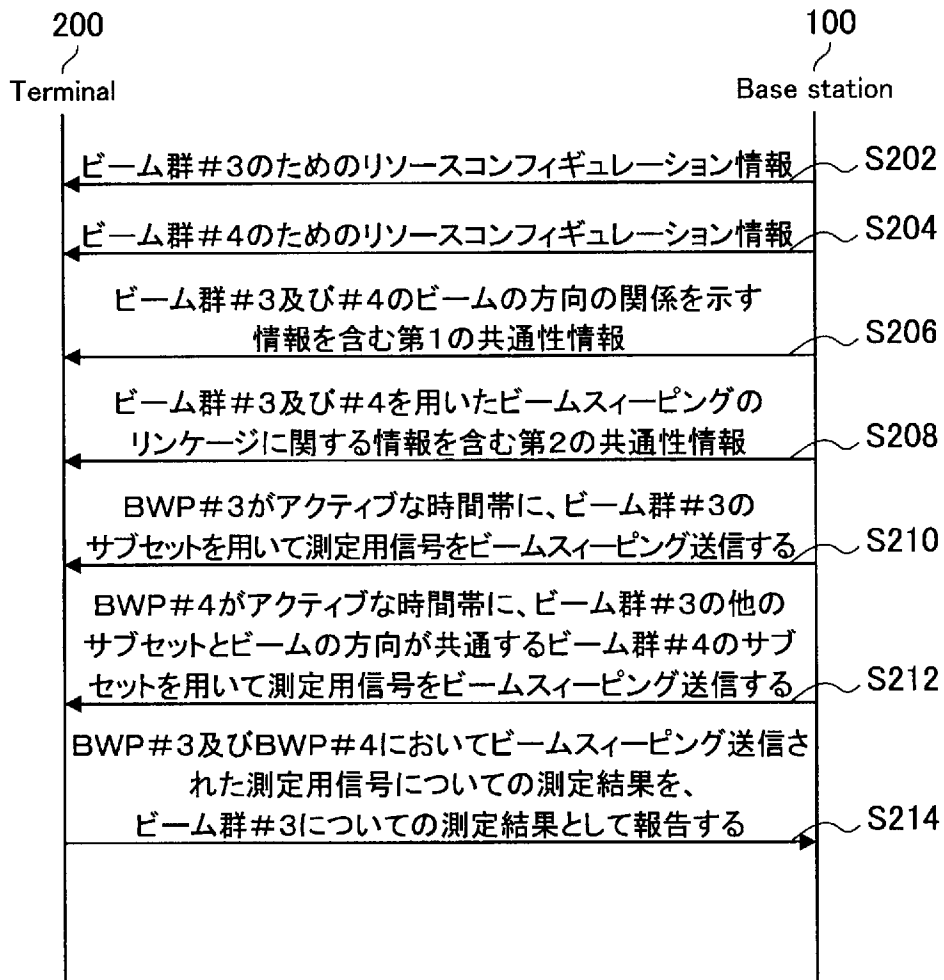 200
100
Terminal
Base station
ビーム群＃3のためのリソースコンフィギュレーション情報
S202
ビーム群＃4のためのリソースコンフィギュレーション情報
S204
ビーム群＃3及び＃4のビームの方向の関係を示す
情報を含む第1の共通性情報
S206
ビーム群＃3及び＃4を用いたビームスィーピングの
リンケージに関する情報を含む第2の共通性情報
S208
BWP＃3がアクティブな時間帯に、ビーム群＃3の
サブセットを用いて測定用信号をビームスィーピング送信する
S210
BWP＃4がアクティブな時間帯に、ビーム群＃3の他の
サブセットとビームの方向が共通するビーム群＃4のサブ
セットを用いて測定用信号をビームスィーピング送信する
S212
BWP＃3及びBWP＃4においてビームスィーピング送信さ
れた測定用信号についての測定結果を、
ビーム群＃3についての測定結果として報告する
S214